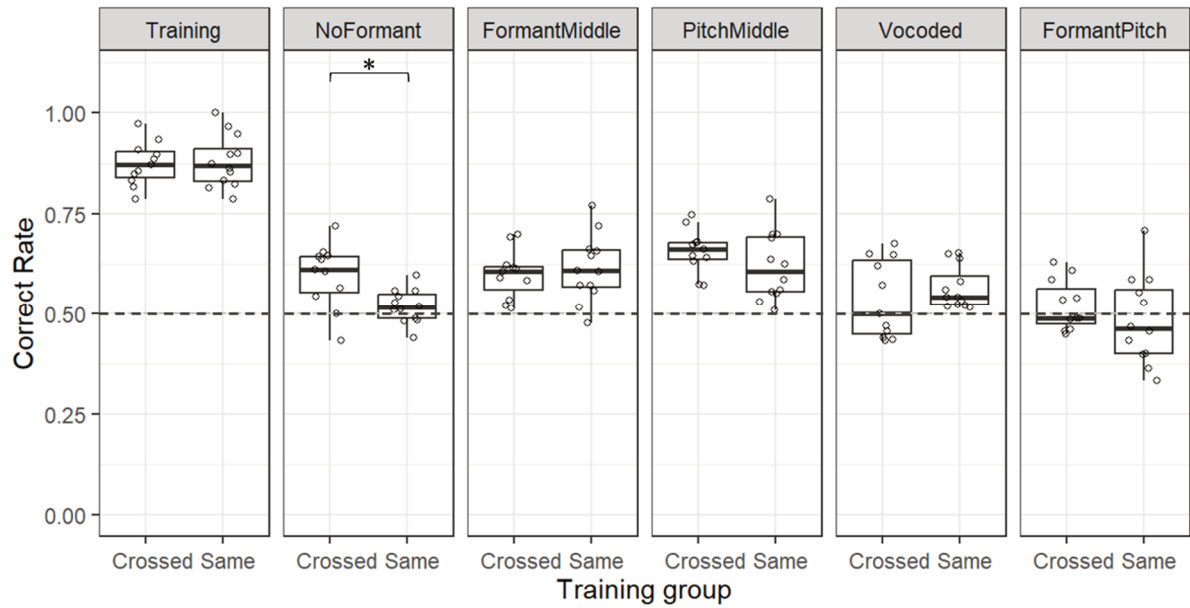 Training NoFormant FormantMiddle PitchMiddle Vocoded FormantPitch
*
1.00
0.75
0.50
0.25
0.00
Correct Rate
Crossed Same Crossed Same Crossed Same Crossed Same Crossed Same Crossed Same
Training group